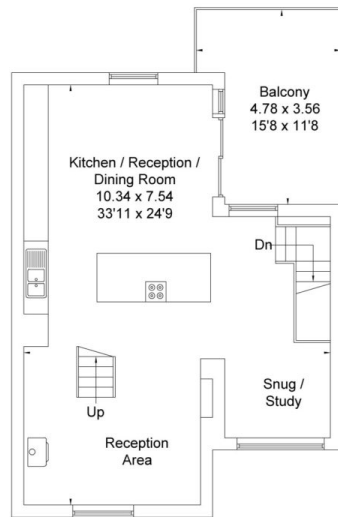 Balcony
4.78 x 3.56
15'8 x 11'8
Kitchen / Reception /
Dining Room
10.34 x 7.54
33'11 x 24'9
Dn
Up
Snug /
Study
Reception
Area